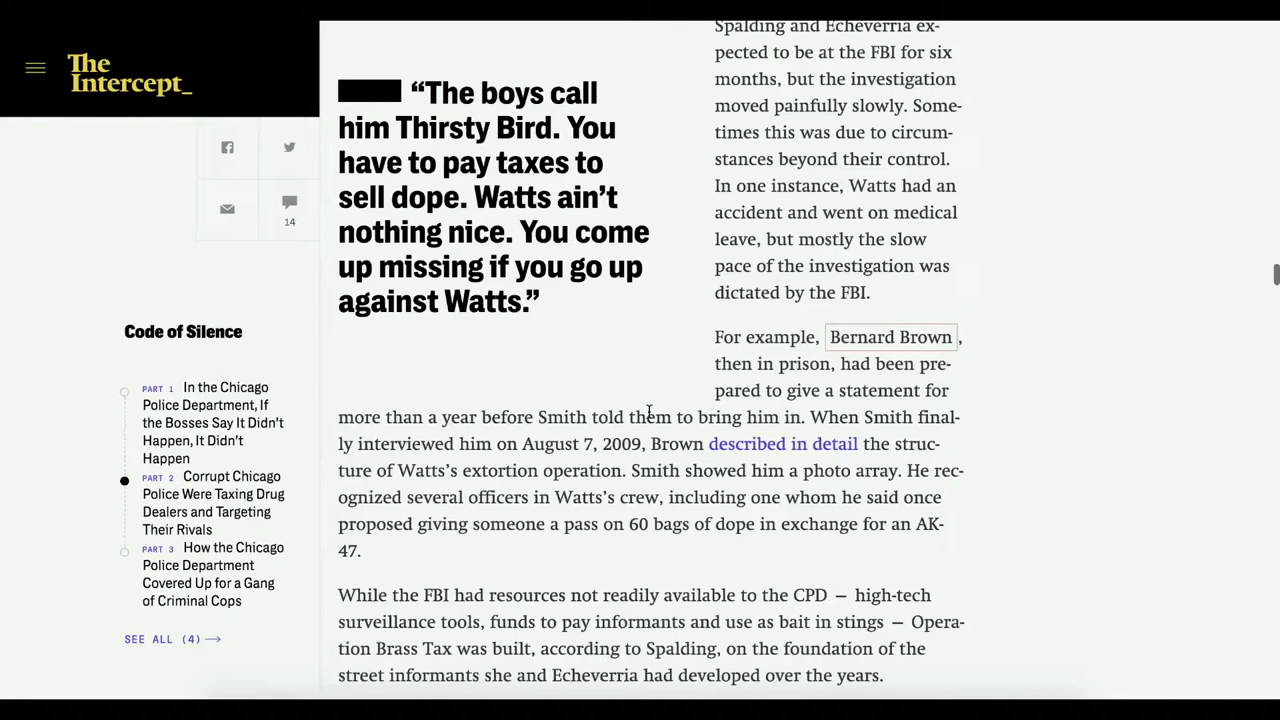 The
Intercept_
14
Code of Silence
PART 1 In the Chicago
Police Department, If
the Bosses Say It Didn’t
Happen, It Didn’t
Happen
PART 2 Corrupt Chicago
Police Were Taxing Drug
Dealers and Targeting
Their Rivals
PART 3 How the Chicago
Police Department
Covered Up for a Gang
of Criminal Cops
SEE ALL (4)
“The boys call
him Thirsty Bird. You
have to pay taxes to
sell dope. Watts ain’t
nothing nice. You come
up missing if you go up
against Watts.”
Spalding and Echeverria ex-
pected to be at the FBI for six
months, but the investigation
moved painfully slowly. Some-
times this was due to circum-
stances beyond their control.
In one instance, Watts had an
accident and went on medical
leave, but mostly the slow
pace of the investigation was
dictated by the FBI.
For example, Bernard Brown,
then in prison, had been pre-
pared to give a statement for
more than a year before Smith told them to bring him in. When Smith final-
ly interviewed him on August 7, 2009, Brown described in detail the struc-
ture of Watts’s extortion operation. Smith showed him a photo array. He rec-
ognized several officers in Watts’s crew, including one whom he said once
proposed giving someone a pass on 60 bags of dope in exchange for an AK-
47.
While the FBI had resources not readily available to the CPD — high-tech
surveillance tools, funds to pay informants and use as bait in stings — Opera-
tion Brass Tax was built, according to Spalding, on the foundation of the
street informants she and Echeverria had developed over the years.